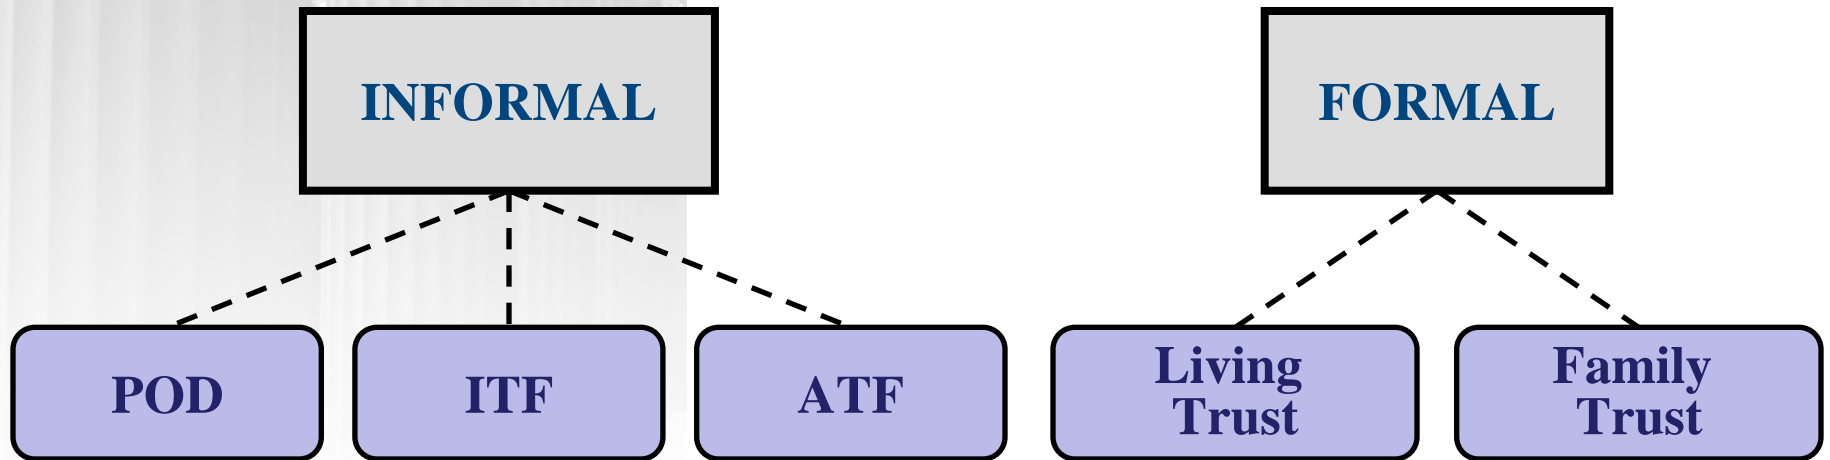 INFORMAL
FORMAL
POD
ITF
ATF
Living
Trust
Family
Trust